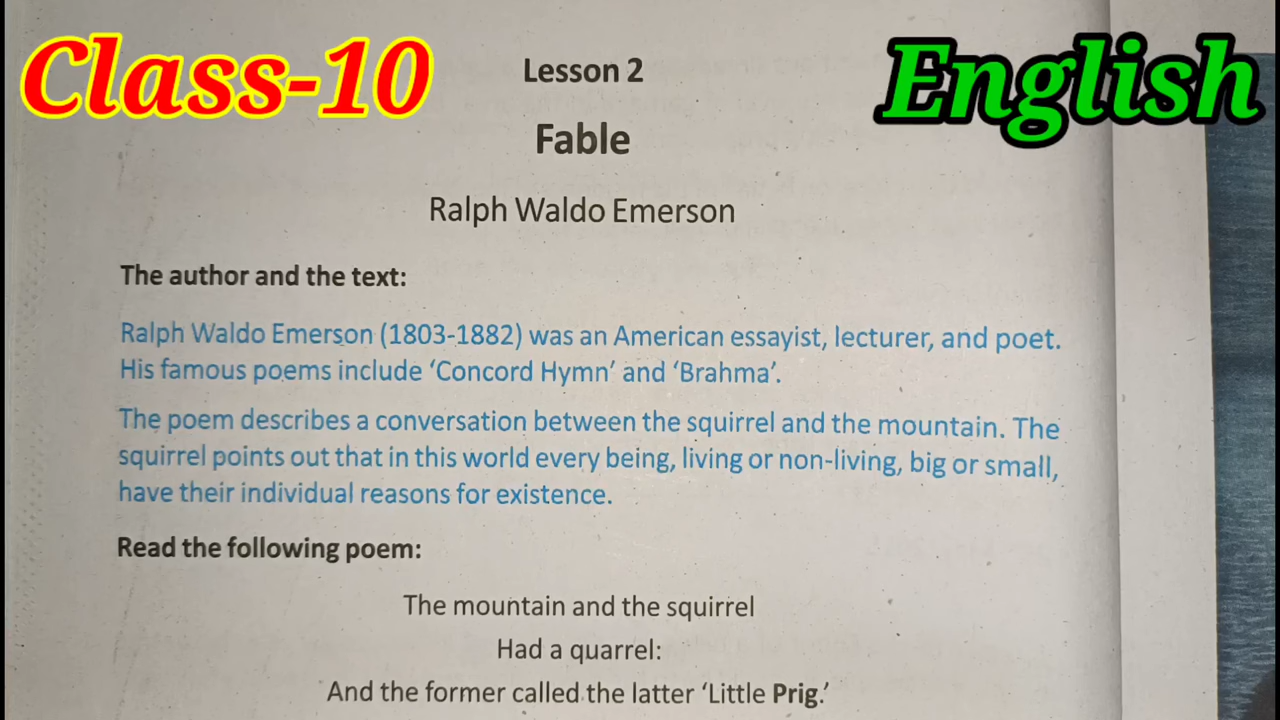 Class-10
Lesson 2
English
Fable
Ralph Waldo Emerson
The author and the text:
Ralph Waldo Emerson (1803-1882) was an American essayist, lecturer, and poet.
His famous poems include ‘Concord Hymn’ and ‘Brahma’.
The poem describes a conversation between the squirrel and the mountain. The
squirrel points out that in this world every being, living or non-living, big or small,
have their individual reasons for existence.
Read the following poem:
The mountain and the squirrel
Had a quarrel:
And the former called the latter ‘Little Prig.’